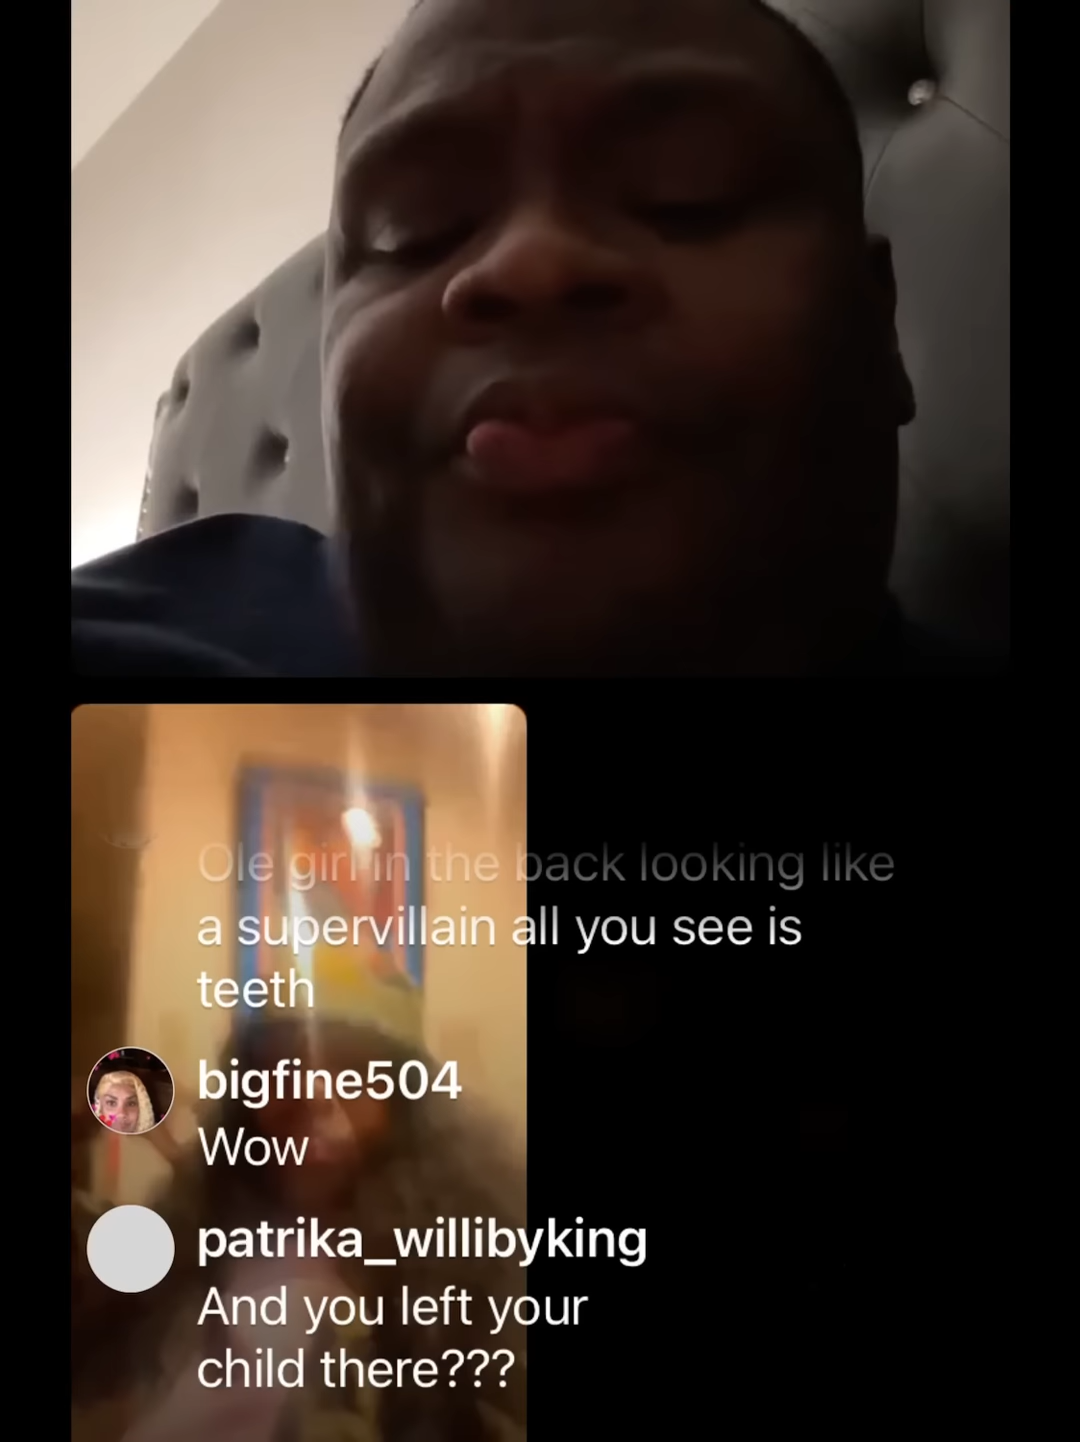 Ole girl in the back looking like
a supervillain all you see is
teeth
bigfine504
Wow
patrika_willibyking
And you left your
child there???